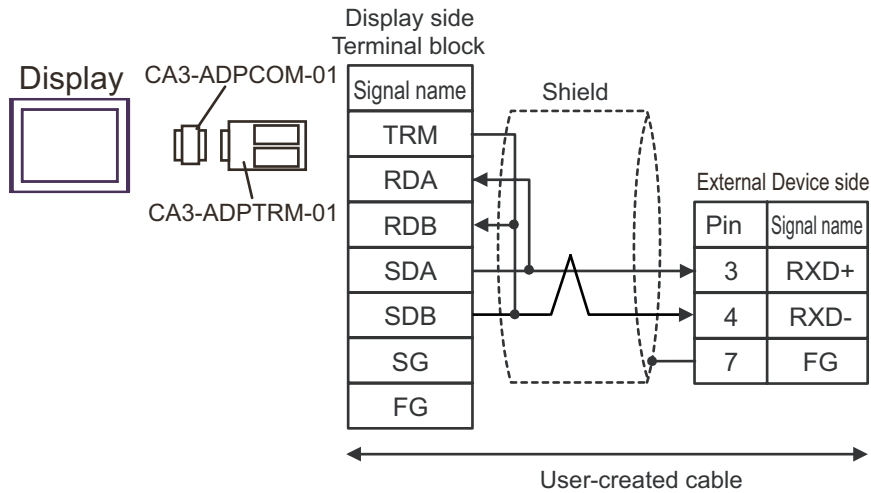 Display side
Terminal block
Display
CA3-ADPCOM-01
CA3-ADPTRM-01
Signal name
TRM
RDA
RDB
SDA
SDB
SG
FG
Shield
External Device side
Pin Signal name
3 RXD+
4 RXD-
7 FG
User-created cable